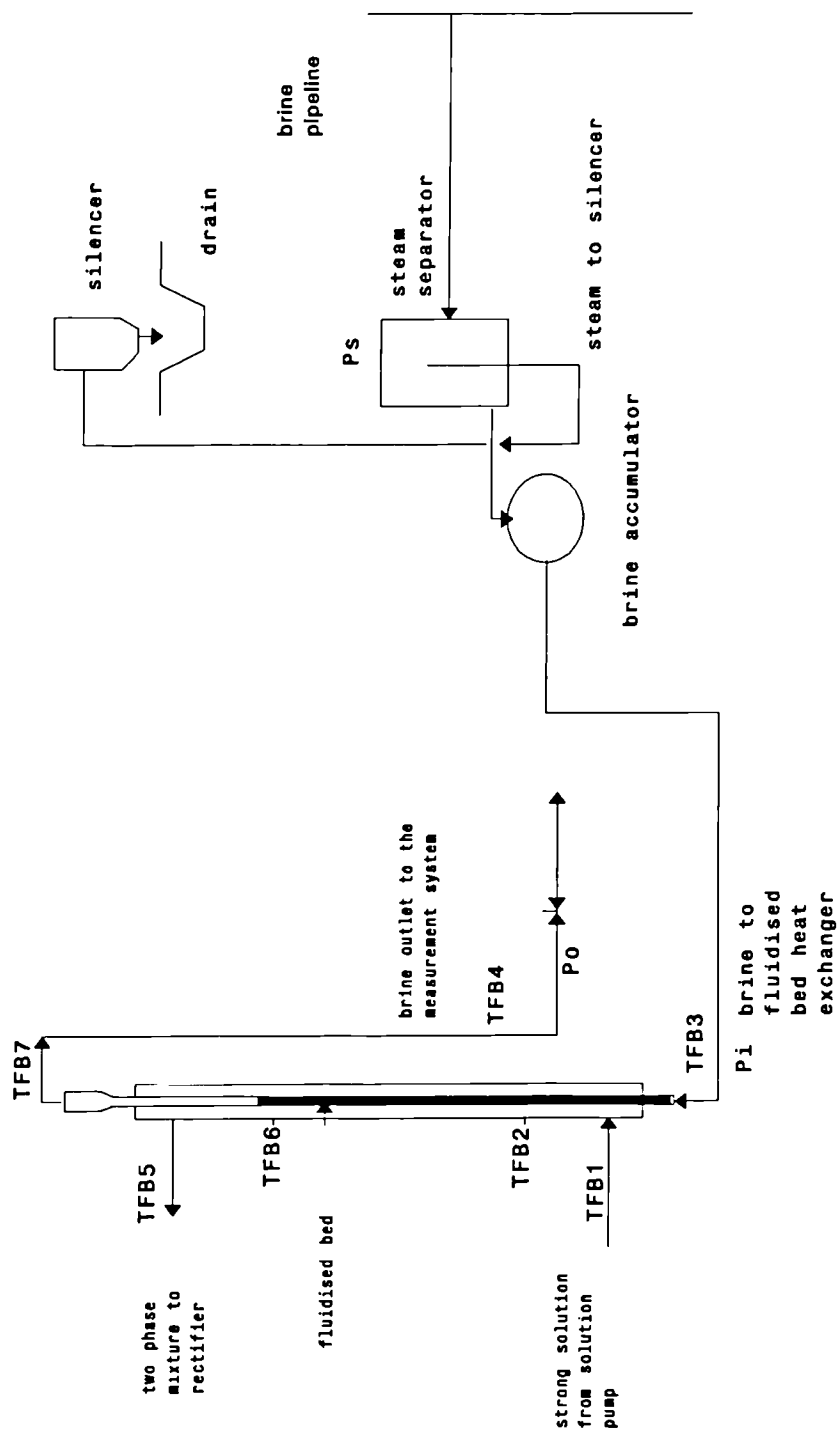 silencer
drain
brine
pipeline
steam
separator
Ps
steam to silencer
brine accumulator
brine outlet to the
measurement system
TFB7
TFB4
Po
TFB3
Pi brine to
fluidised
bed heat
exchanger
TFB5
TFB6
TFB2
TFB1
two phase
mixture to
rectifier
fluidised bed
strong solution
from solution
pump